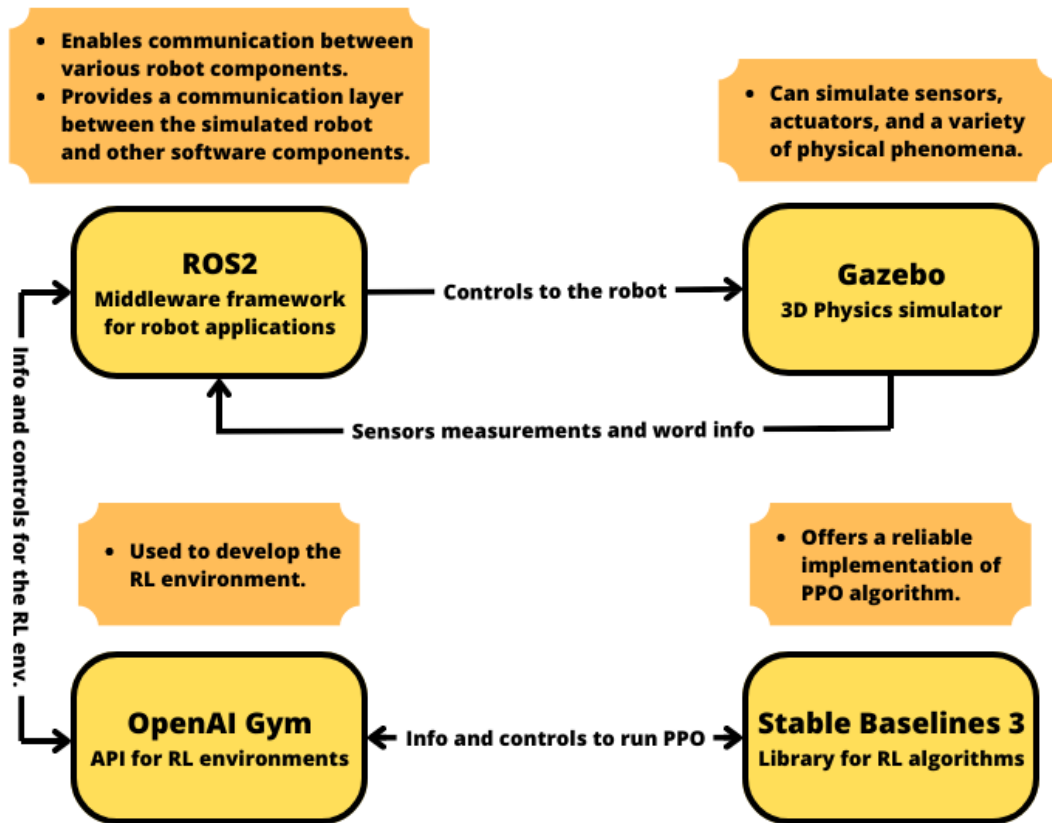 • Enables communication between
various robot components.
• Provides a communication layer
between the simulated robot
and other software components.
• Can simulate sensors,
actuators, and a variety
of physical phenomena.
ROS2
Middleware framework
for robot applications
Controls to the robot
Gazebo
3D Physics simulator
Sensors measurements and word info
Info and controls for the RL env.
• Used to develop the
RL environment.
• Offers a reliable
implementation of
PPO algorithm.
OpenAI Gym
API for RL environments
Info and controls to run PPO
Stable Baselines 3
Library for RL algorithms